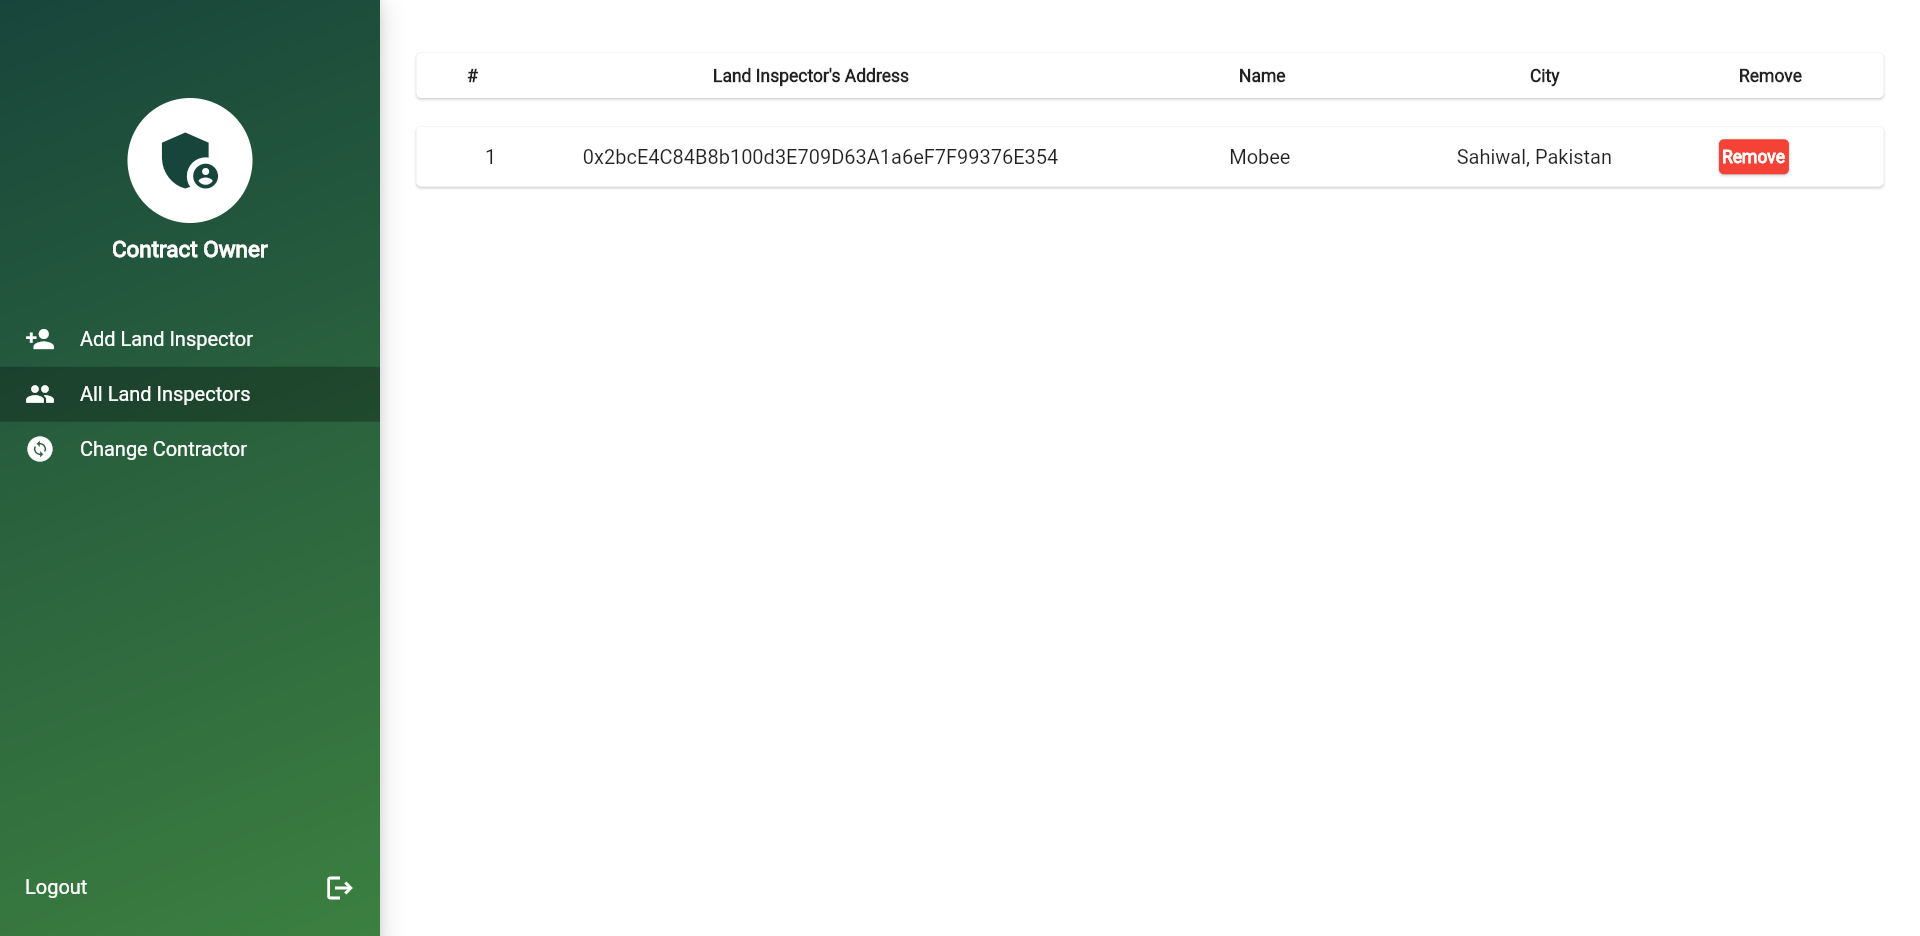 Contract Owner
Add Land Inspector
All Land Inspectors
Change Contractor
Logout
# Land Inspector's Address Name City Remove
1 0x2bcE4C84B8b100d3E709D63A1a6eF7F99376E354 Mobee Sahiwal, Pakistan Remove